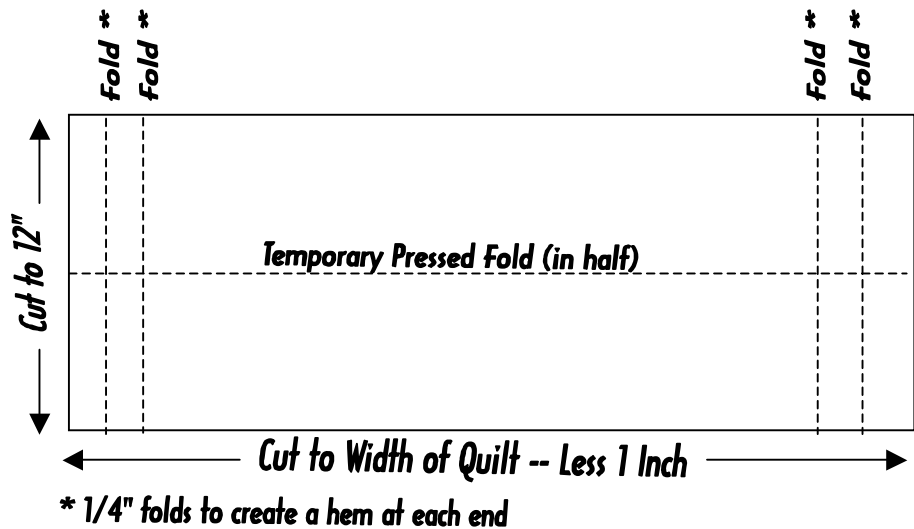 Fold *
Fold *
Fold *
Fold *
Cut to 12"
Temporary Pressed Fold (in half)
Cut to Width of Quilt -- Less 1 Inch
* 1/4" folds to create a hem at each end